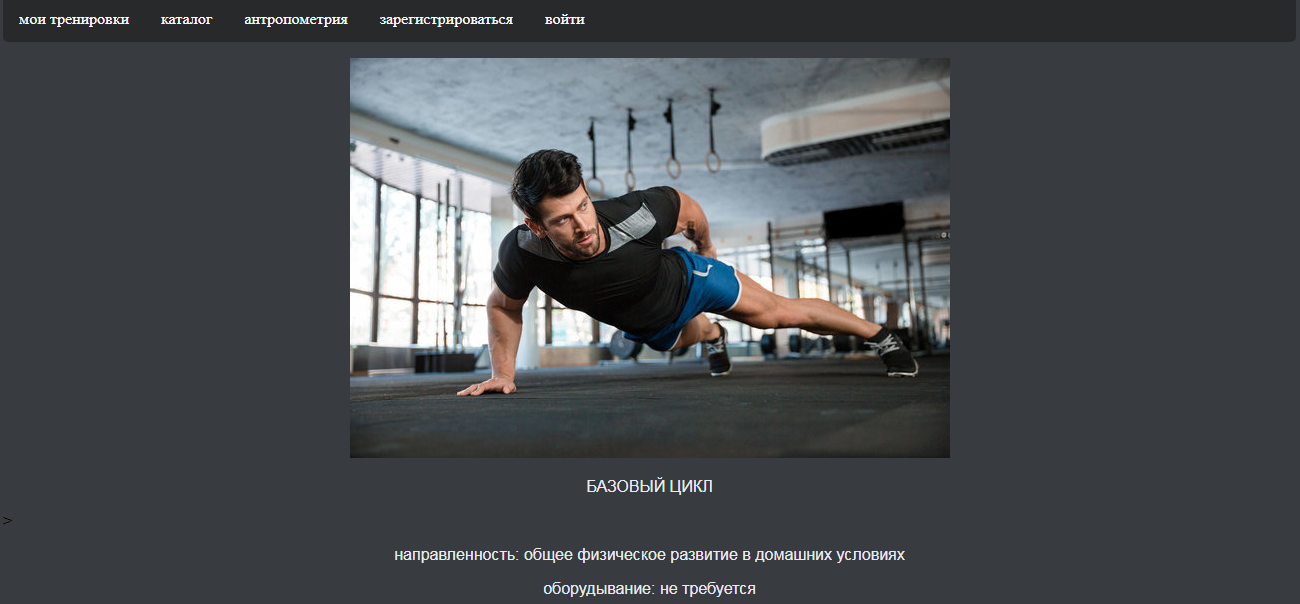 мои тренировки каталог антропометрия зарегистрироваться войти
БАЗОВЫЙ ЦИКЛ
>
направленность: общее физическое развитие в домашних условиях
оборудывание: не требуется